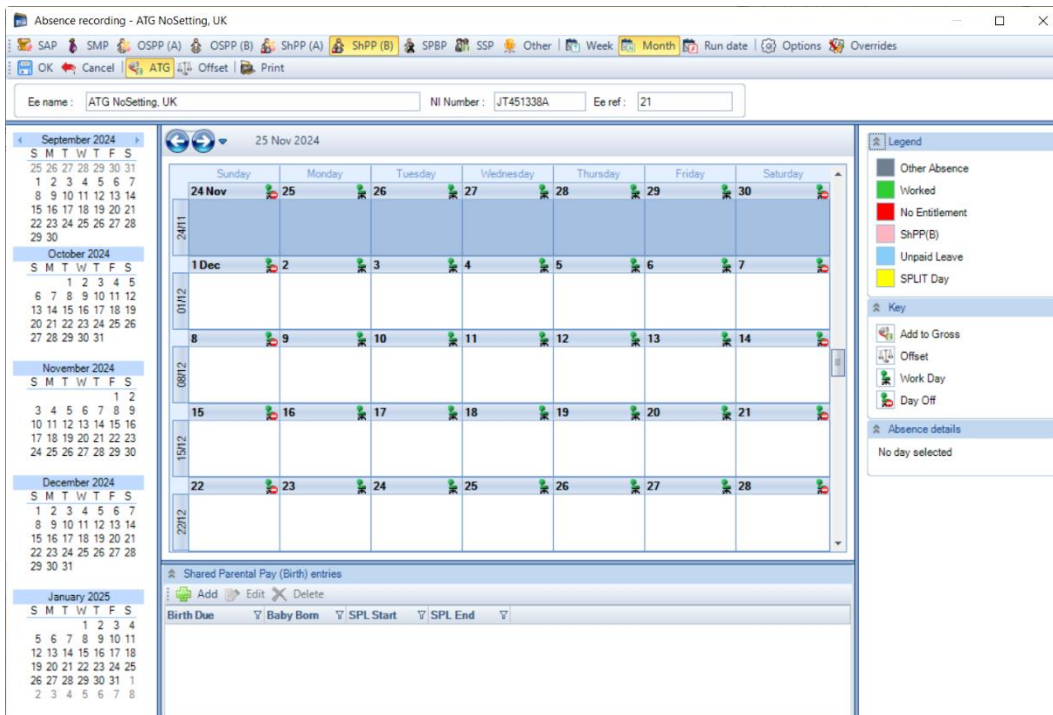 Absence recording - ATG NoSetting, UK
SAP SMP OSPP (A) OSPP (B) ShPP (A) ShPP (B) SPBP SSP Other Week Month Run date Options Overrides
OK Cancel ATG Offset Print
Ee name : ATG NoSetting, UK NI Number : JT451338A Ee ref : 21
September 2024
S M T W T F S
25 26 27 28 29 30 31
1 2 3 4 5 6 7
8 9 10 11 12 13 14
15 16 17 18 19 20 21
22 23 24 25 26 27 28
29 30
October 2024
S M T W T F S
1 2 3 4 5
6 7 8 9 10 11 12
13 14 15 16 17 18 19
20 21 22 23 24 25 26
27 28 29 30 31
November 2024
S M T W T F S
1 2
3 4 5 6 7 8 9
10 11 12 13 14 15 16
17 18 19 20 21 22 23
24 25 26 27 28 29 30
December 2024
S M T W T F S
1 2 3 4 5 6 7
8 9 10 11 12 13 14
15 16 17 18 19 20 21
22 23 24 25 26 27 28
29 30 31
January 2025
S M T W T F S
1 2 3 4
5 6 7 8 9 10 11
12 13 14 15 16 17 18
19 20 21 22 23 24 25
26 27 28 29 30 31 1
2 3 4 5 6 7 8
25 Nov 2024
Sunday Monday Tuesday Wednesday Thursday Friday Saturday
24 Nov 25 26 27 28 29 30
24/11
1 Dec 2 3 4 5 6 7
01/12
8 9 10 11 12 13 14
08/12
15 16 17 18 19 20 21
15/12
22 23 24 25 26 27 28
22/12
Shared Parental Pay (Birth) entries
Add Edit Delete
Birth Due Baby Born SPL Start SPL End
Legend
Other Absence
Worked
No Entitlement
ShPP(B)
Unpaid Leave
SPLIT Day
Key
Add to Gross
Offset
Work Day
Day Off
Absence details
No day selected